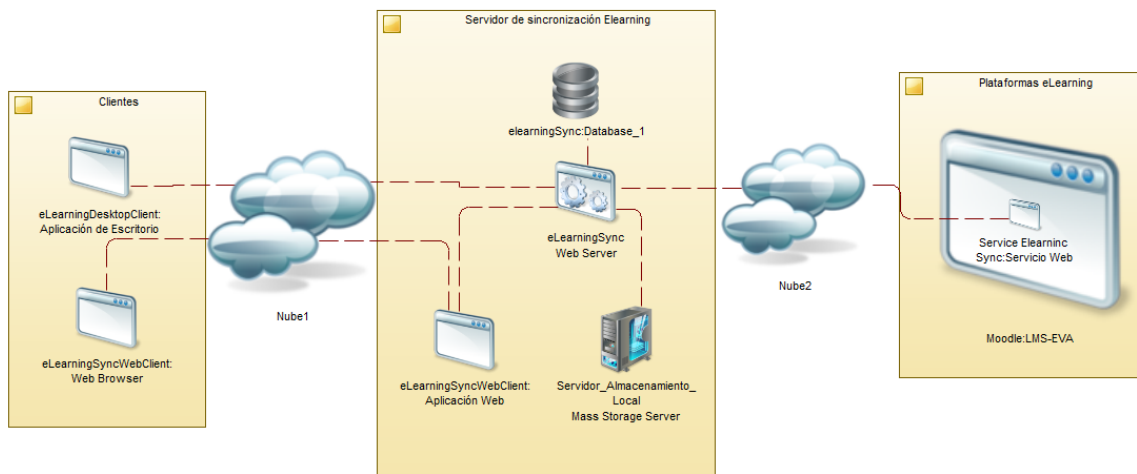 Clientes
eLearningDesktopClient:
Aplicación de Escritorio
eLearningSyncWebClient:
Web Browser
Nube1
Servidor de sincronización Elearning
elearningSync:Database_1
eLearningSync
Web Server
eLearningSyncWebClient:
Aplicación Web
Servidor_Almacenamiento_
Local
Mass Storage Server
Nube2
Plataformas eLearning
Service Elearninc
Sync:Servicio Web
Moodle:LMS-EVA